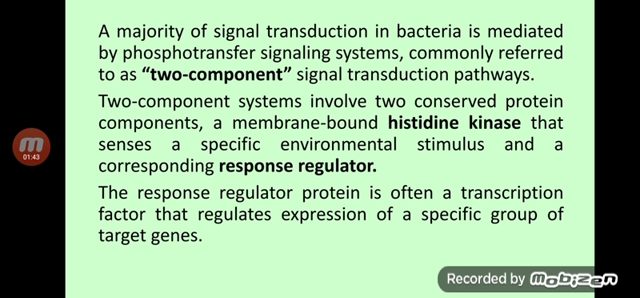 A majority of signal transduction in bacteria is mediated
by phosphotransfer signaling systems, commonly referred
to as “two-component” signal transduction pathways.
Two-component systems involve two conserved protein
components, a membrane-bound histidine kinase that
senses a specific environmental stimulus and a
corresponding response regulator.
The response regulator protein is often a transcription
factor that regulates expression of a specific group of
target genes.
m
01:43
Recorded by mobizen